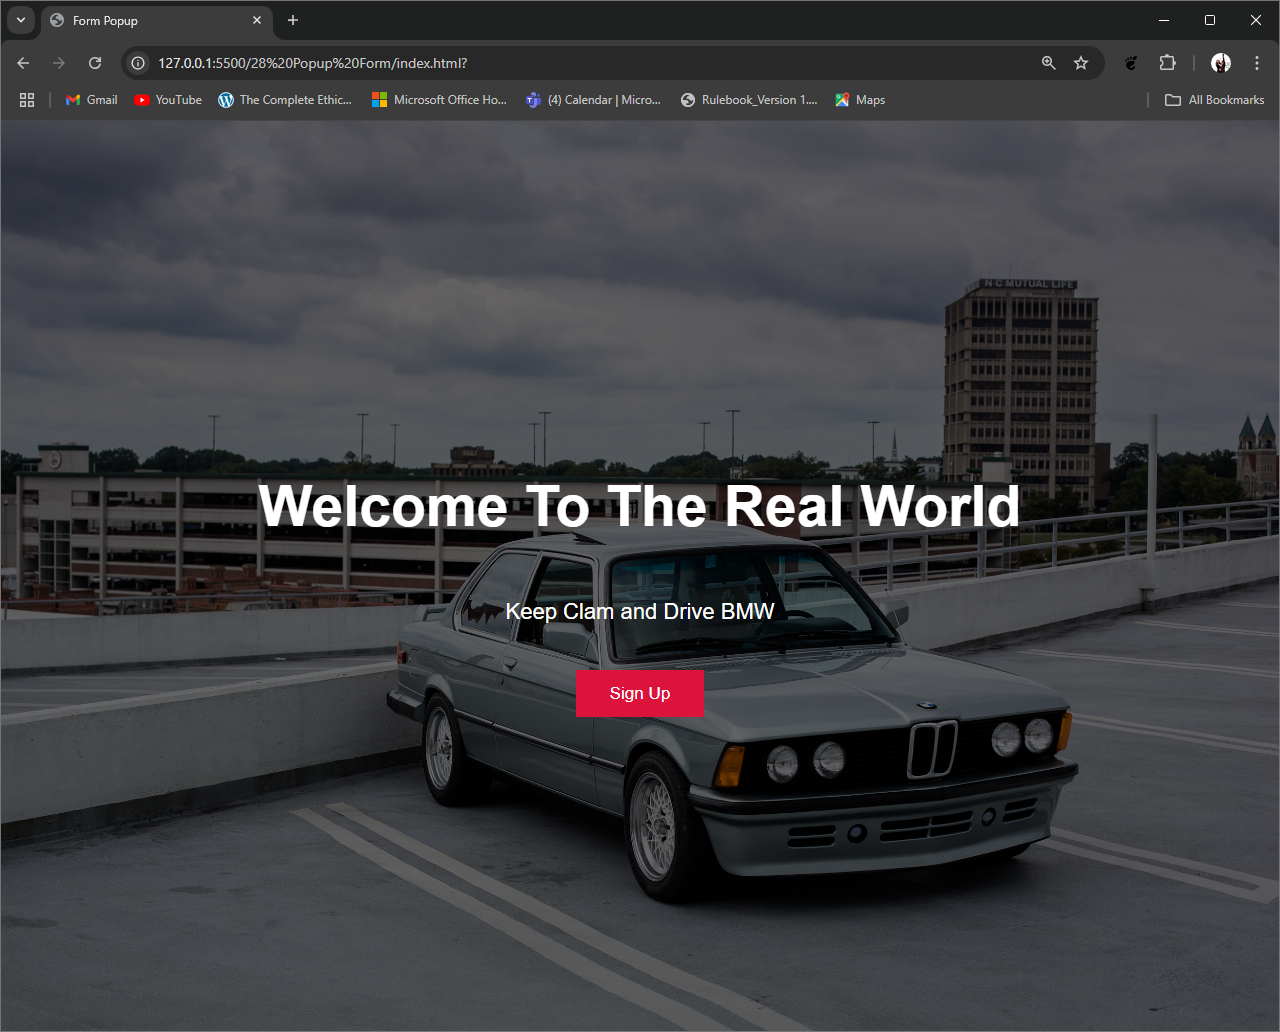 Form Popup
127.0.0.1:5500/28%20Popup%20Form/index.html?
Gmail
YouTube
The Complete Ethic...
Microsoft Office Ho...
(4) Calendar | Micro...
Rulebook_Version 1....
Maps
All Bookmarks
N C MUTUAL LIFE
Welcome To The Real World
Keep Clam and Drive BMW
Sign Up